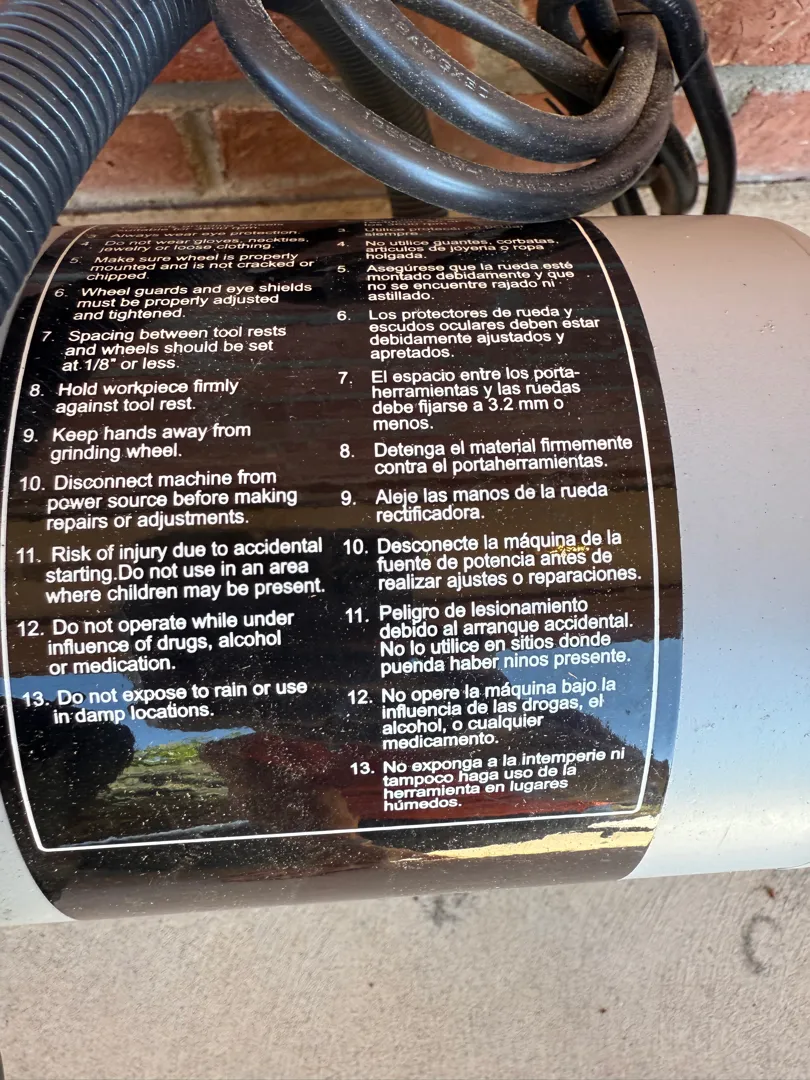 3. Always wear eye protection.
4. Do not wear gloves, neckties,
jewelry or loose clothing.
5. Make sure wheel is properly
mounted and is not cracked or
chipped.
6. Wheel guards and eye shields
must be properly adjusted
and tightened.
7. Spacing between tool rests
and wheels should be set
at 1/8" or less.
8. Hold workpiece firmly
against tool rest.
9. Keep hands away from
grinding wheel.
10. Disconnect machine from
power source before making
repairs or adjustments.
11. Risk of injury due to accidental
starting.Do not use in an area
where children may be present.
12. Do not operate while under
influence of drugs, alcohol
or medication.
13. Do not expose to rain or use
in damp locations.
3. Utilice
siempre.
4. No utilice guantes, corbatas,
articulos de joyeria o ropa
holgada.
5. Asegúrese que la rueda esté
montado debidamente y que
no se encuentre rajado ni
astillado.
6. Los protectores de rueda y
escudos oculares deben estar
debidamente ajustados y
apretados.
7. El espacio entre los porta-
herramientas y las ruedas
debe fijarse a 3.2 mm o
menos.
8. Detenga el material firmemente
contra el portaherramientas.
9. Aleje las manos de la rueda
rectificadora.
10. Desconecte la máquina de la
fuente de potencia antes de
realizar ajustes o reparaciones.
11. Peligro de lesionamiento
debido al arranque accidental.
No lo utilice en sitios donde
puenda haber ninos presente.
12. No opere la máquina bajo la
influencia de las drogas, el
alcohol, o cualquier
medicamento.
13. No exponga a la intemperie ni
tampoco haga uso de la
herramienta en lugares
húmedos.